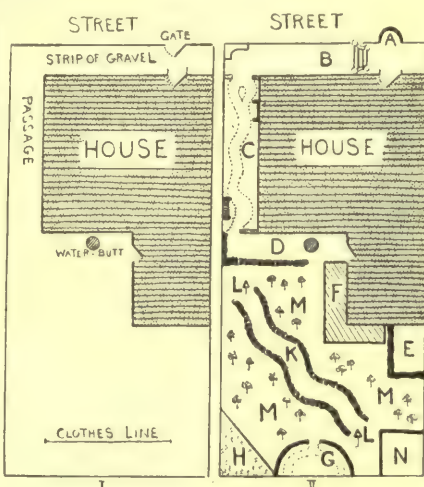 STREET
GATE
STRIP OF GRAVEL
PASSAGE
HOUSE
WATER-BUTT
CLOTHES LINE
I
STREET
A
B
C
HOUSE
D
L
M
F
E
K
M
M
L
H
G
N
II